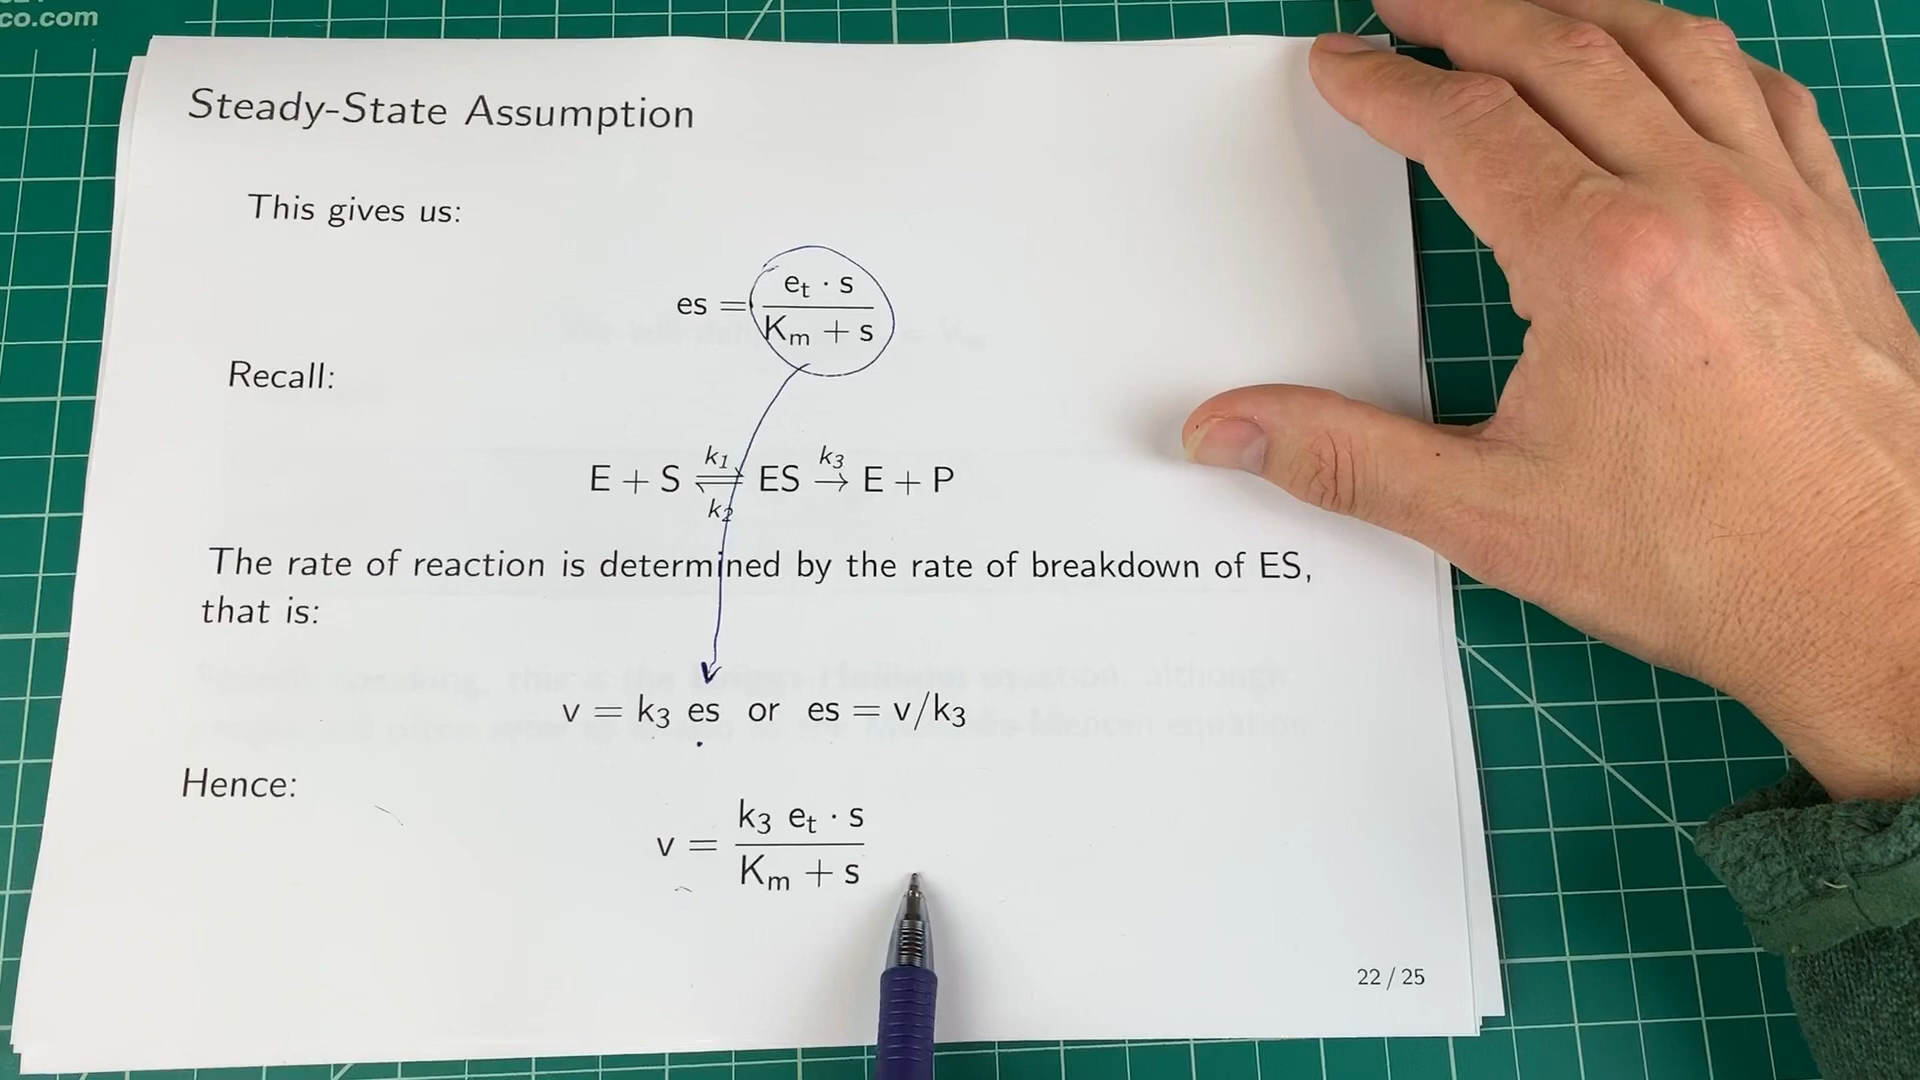 co.com
Steady-State Assumption
This gives us:
es = e_t · s / (K_m + s)
Recall:
E + S ⇌ ES → E + P
k₁ k₃
k₂
The rate of reaction is determined by the rate of breakdown of ES,
that is:
v = k₃ es or es = v/k₃
Hence:
v = k₃ e_t · s / (K_m + s)
22 / 25